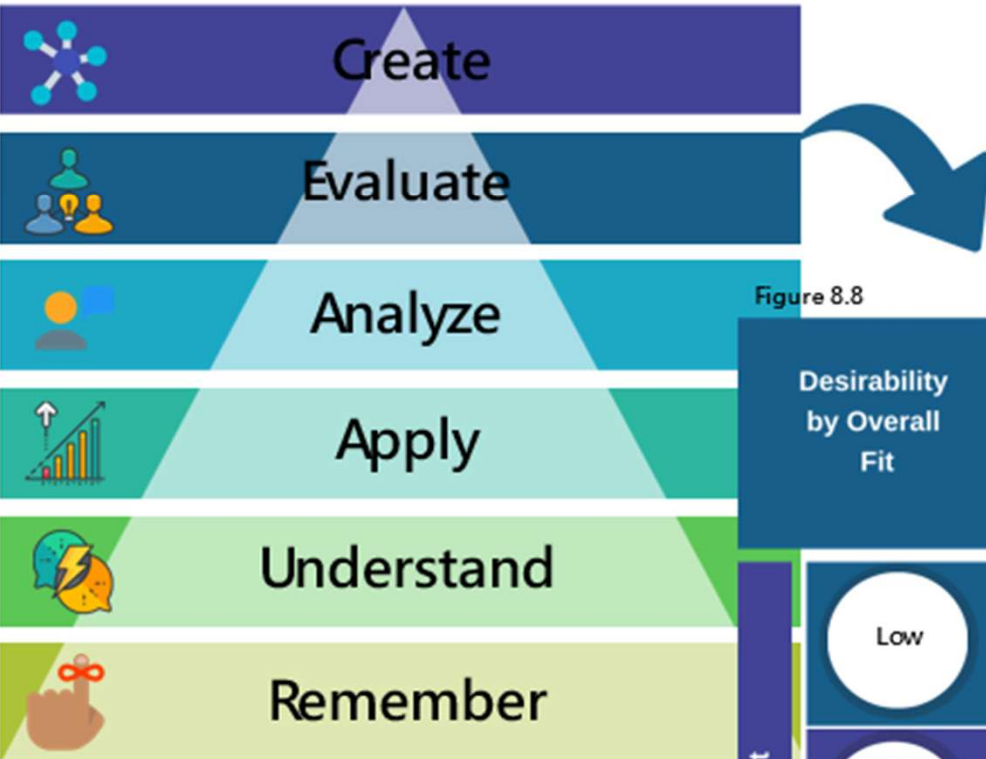 Create
Evaluate
Analyze
Figure 8.8
Desirability
by Overall
Fit
Apply
Understand
Low
Remember